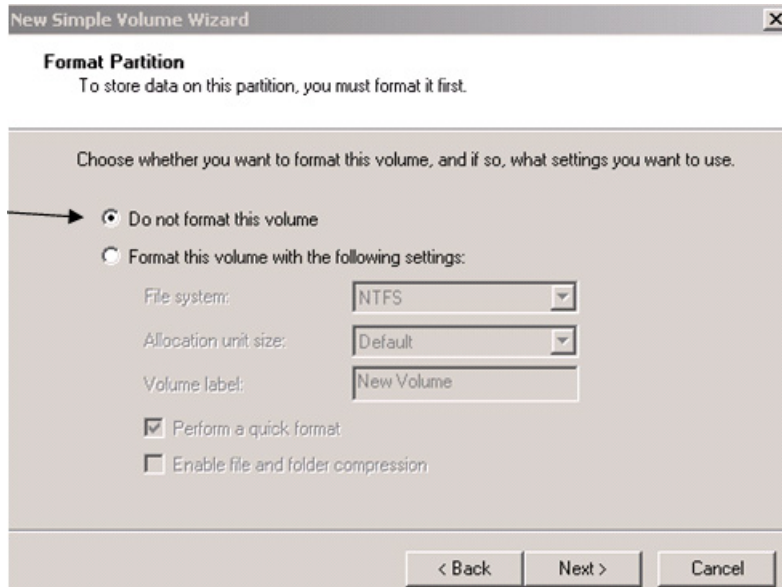 New Simple Volume Wizard
Format Partition
To store data on this partition, you must format it first.
Choose whether you want to format this volume, and if so, what settings you want to use.
Do not format this volume
Format this volume with the following settings:
File system: NTFS
Allocation unit size: Default
Volume label: New Volume
Perform a quick format
Enable file and folder compression
< Back Next > Cancel